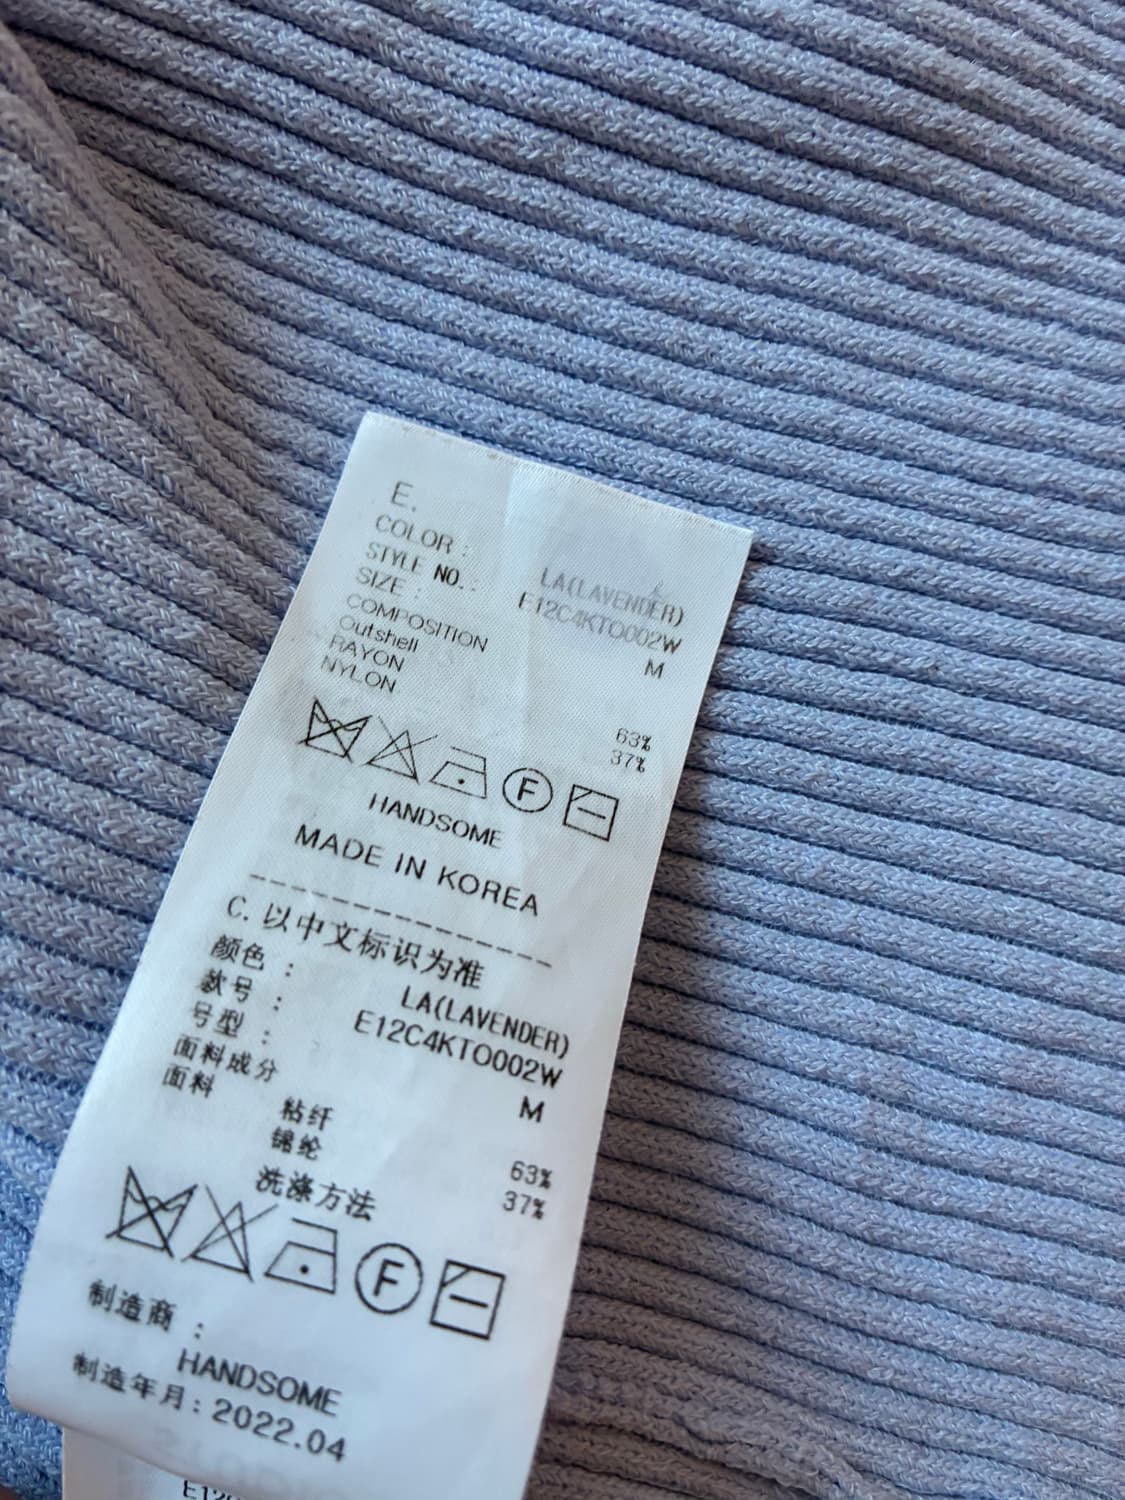 E.
COLOR : LA(LAVENDER)
STYLE NO. : E12C4KTO002W
SIZE : M
COMPOSITION
Outshell
RAYON 63%
NYLON 37%
F
HANDSOME
MADE IN KOREA
C. 以中文标识为准
颜色 : LA(LAVENDER)
款号 : E12C4KTO002W
号型 : M
面料成分
面料
粘纤 63%
锦纶 37%
洗涤方法
F
制造商 :
HANDSOME
制造年月: 2022.04